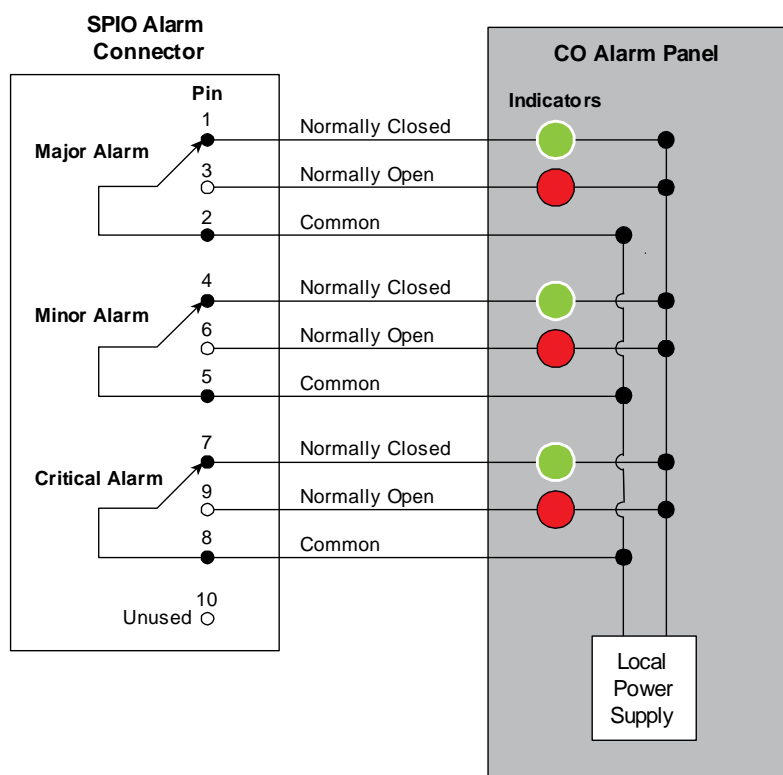 SPIO Alarm
Connector
CO Alarm Panel
Pin
Indicators
1
Normally Closed
Major Alarm
3
Normally Open
2
Common
4
Normally Closed
Minor Alarm
6
Normally Open
5
Common
7
Normally Closed
Critical Alarm
9
Normally Open
8
Common
10
Unused
Local
Power
Supply